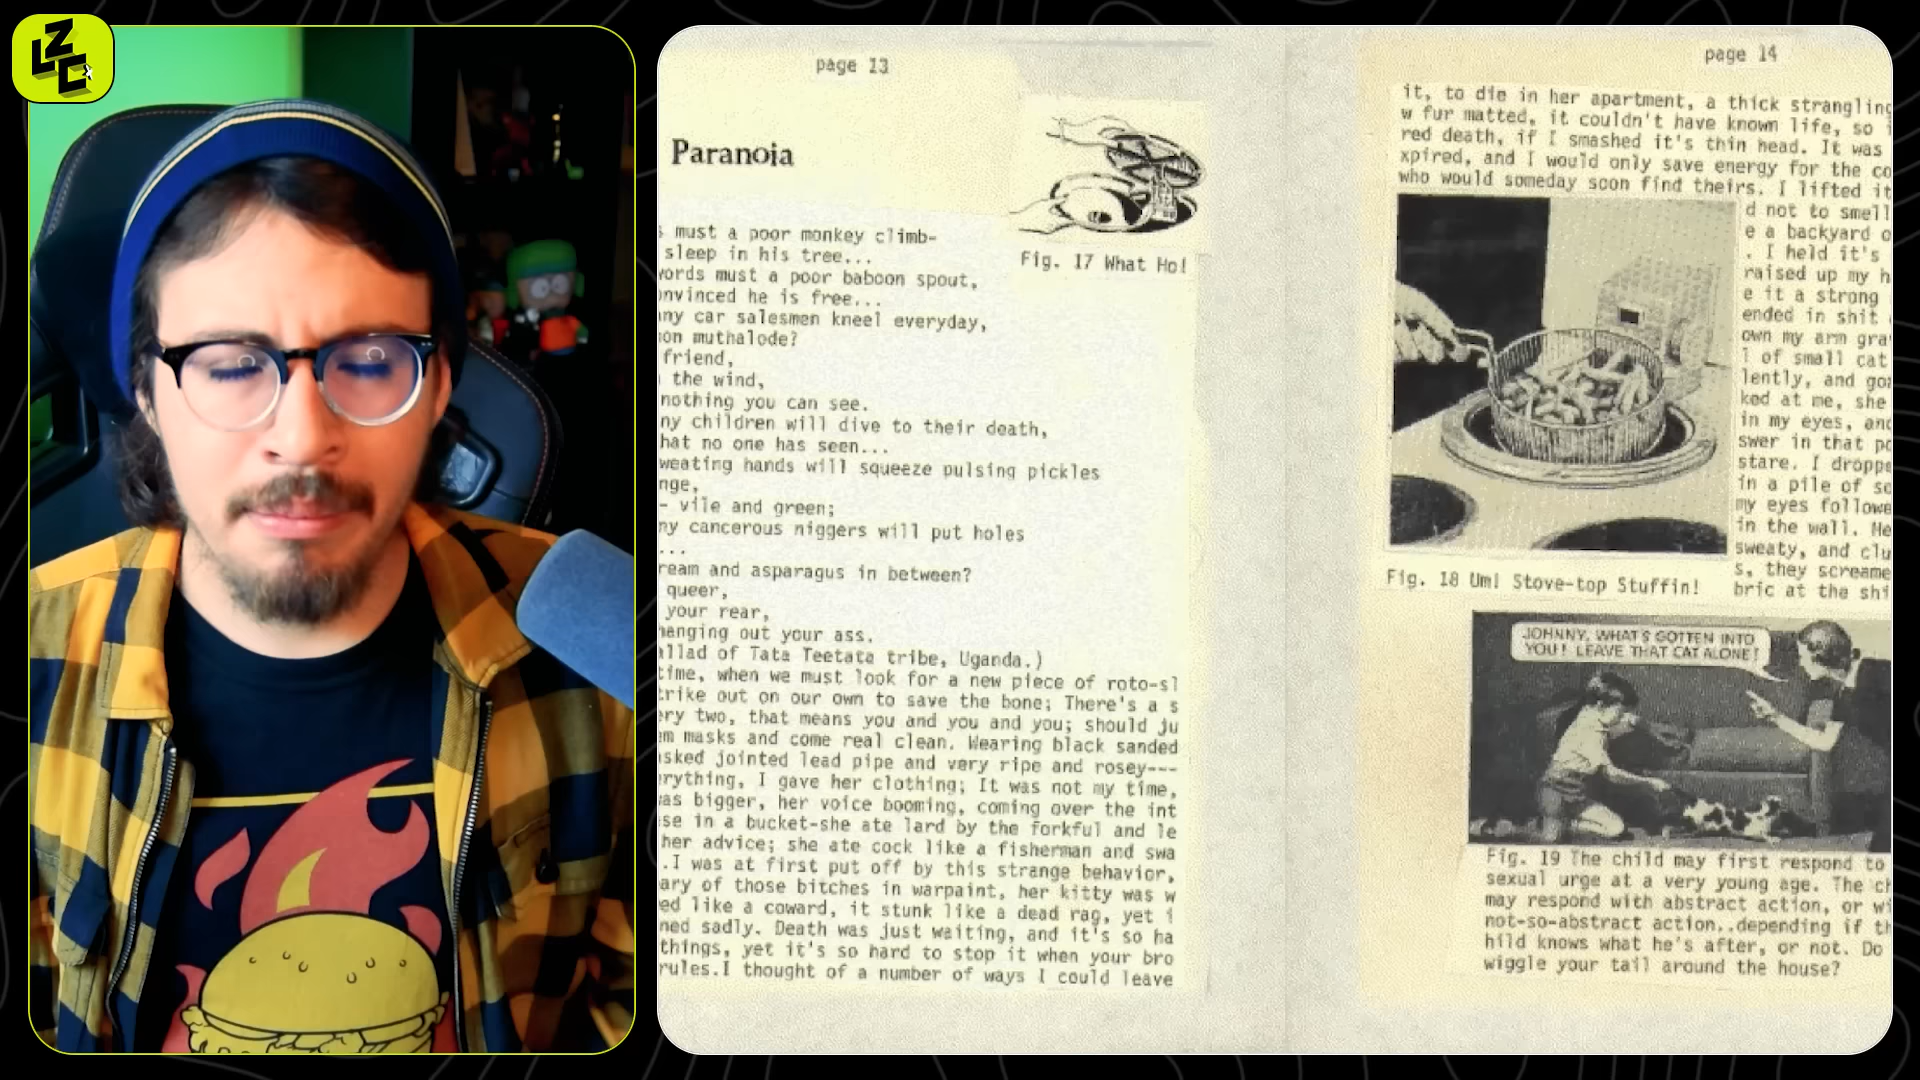 LZC
page 13
Paranoia
must a poor monkey climb-
sleep in his tree...
words must a poor baboon spout,
nvinced he is free...
ny car salesmen kneel everyday,
on muthalode?
friend,
the wind,
nothing you can see.
ny children will dive to their death,
hat no one has seen...
weating hands will squeeze pulsing pickles
nge,
- vile and green;
ny cancerous niggers will put holes
...
ream and asparagus in between?
queer,
your rear,
hanging out your ass.
llad of Tata Teetata tribe, Uganda.)
time, when we must look for a new piece of roto-sl
trike out on our own to save the bone; There's a s
ery two, that means you and you and you; should ju
m masks and come real clean. Wearing black sanded
sked jointed lead pipe and very ripe and rosey---
rything, I gave her clothing; It was not my time,
as bigger, her voice booming, coming over the int
se in a bucket-she ate lard by the forkful and le
her advice; she ate cock like a fisherman and swa
.I was at first put off by this strange behavior,
ary of those bitches in warpaint, her kitty was w
ed like a coward, it stunk like a dead rag, yet i
ned sadly. Death was just waiting, and it's so ha
things, yet it's so hard to stop it when your bro
rules.I thought of a number of ways I could leave
Fig. 17 What Ho!
page 14
it, to die in her apartment, a thick strangling
w fur matted, it couldn't have known life, so i
red death, if I smashed it's thin head. It was
xpired, and I would only save energy for the co
who would someday soon find theirs. I lifted it
d not to smell
e a backyard o
. I held it's
raised up my h
e it a strong
ended in shit
own my arm gra
l of small cat
lently, and go
ked at me, she
in my eyes, and
swer in that po
stare. I droppe
in a pile of so
my eyes followe
in the wall. He
sweaty, and clu
s, they screame
bric at the shi
Fig. 18 Um! Stove-top Stuffin!
JOHNNY, WHAT'S GOTTEN INTO
YOU! LEAVE THAT CAT ALONE!
Fig. 19 The child may first respond to
sexual urge at a very young age. The ch
may respond with abstract action, or wi
not-so-abstract action..depending if th
hild knows what he's after, or not. Do
wiggle your tail around the house?